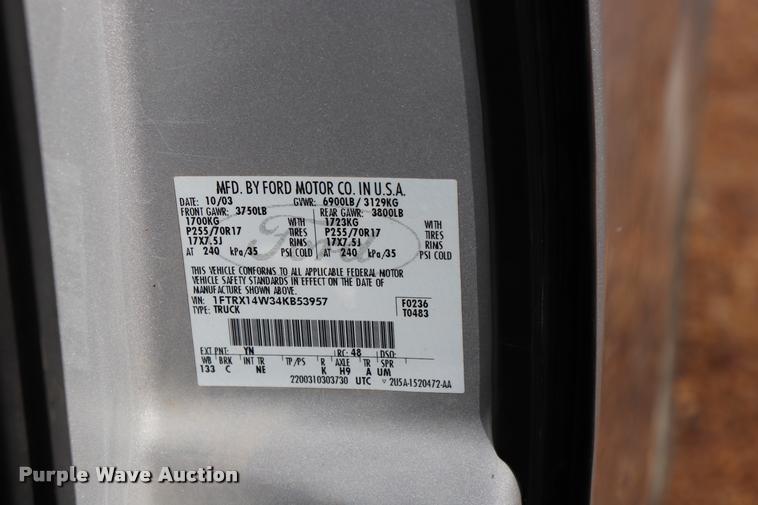 MFD. BY FORD MOTOR CO. IN U.S.A.
DATE: 10/03 GVWR: 6900LB/ 3129KG
FRONT GAWR: 3750LB REAR GAWR: 3800LB
1700KG WITH 1723KG WITH
P255/70R17 TIRES P255/70R17 TIRES
17X7.5J RIMS 17X7.5J RIMS
AT 240 kPa/35 PSI COLD AT 240 kPa/35 PSI COLD
Ford
THIS VEHICLE CONFORMS TO ALL APPLICABLE FEDERAL MOTOR
VEHICLE SAFETY STANDARDS IN EFFECT ON THE DATE OF
MANUFACTURE SHOWN ABOVE.
VIN: 1FTRX14W34KB53957 F0236
TYPE: TRUCK T0483
EXT PNT: YN RC: 48 DSO:
WB BRK INT TR TP/PS R AXLE TR SPR
133 C NE K H9 A UM
2200310303730 UTC ▽ 2U5A-1520472-AA
Purple Wave Auction